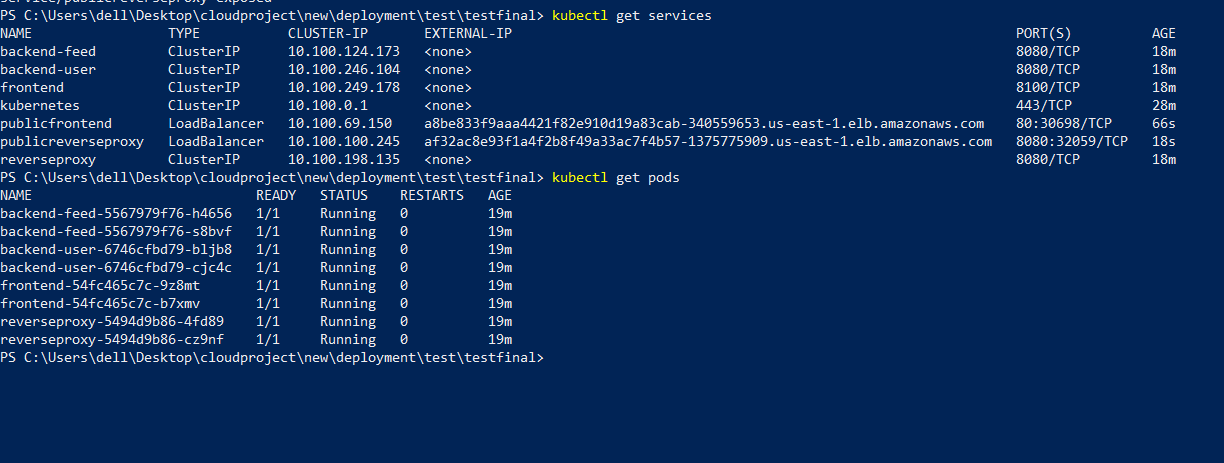 service/publicreverseproxy exposed
PS C:\Users\dell\Desktop\cloudproject\new\deployment\test\testfinal> kubectl get services
NAME TYPE CLUSTER-IP EXTERNAL-IP PORT(S) AGE
backend-feed ClusterIP 10.100.124.173 <none> 8080/TCP 18m
backend-user ClusterIP 10.100.246.104 <none> 8080/TCP 18m
frontend ClusterIP 10.100.249.178 <none> 8100/TCP 18m
kubernetes ClusterIP 10.100.0.1 <none> 443/TCP 28m
publicfrontend LoadBalancer 10.100.69.150 a8be833f9aaa4421f82e910d19a83cab-340559653.us-east-1.elb.amazonaws.com 80:30698/TCP 66s
publicreverseproxy LoadBalancer 10.100.100.245 af32ac8e93f1a4f2b8f49a33ac7f4b57-1375775909.us-east-1.elb.amazonaws.com 8080:32059/TCP 18s
reverseproxy ClusterIP 10.100.198.135 <none> 8080/TCP 18m
PS C:\Users\dell\Desktop\cloudproject\new\deployment\test\testfinal> kubectl get pods
NAME READY STATUS RESTARTS AGE
backend-feed-5567979f76-h4656 1/1 Running 0 19m
backend-feed-5567979f76-s8bvf 1/1 Running 0 19m
backend-user-6746cfbd79-bljb8 1/1 Running 0 19m
backend-user-6746cfbd79-cjc4c 1/1 Running 0 19m
frontend-54fc465c7c-9z8mt 1/1 Running 0 19m
frontend-54fc465c7c-b7xmv 1/1 Running 0 19m
reverseproxy-5494d9b86-4fd89 1/1 Running 0 19m
reverseproxy-5494d9b86-cz9nf 1/1 Running 0 19m
PS C:\Users\dell\Desktop\cloudproject\new\deployment\test\testfinal>